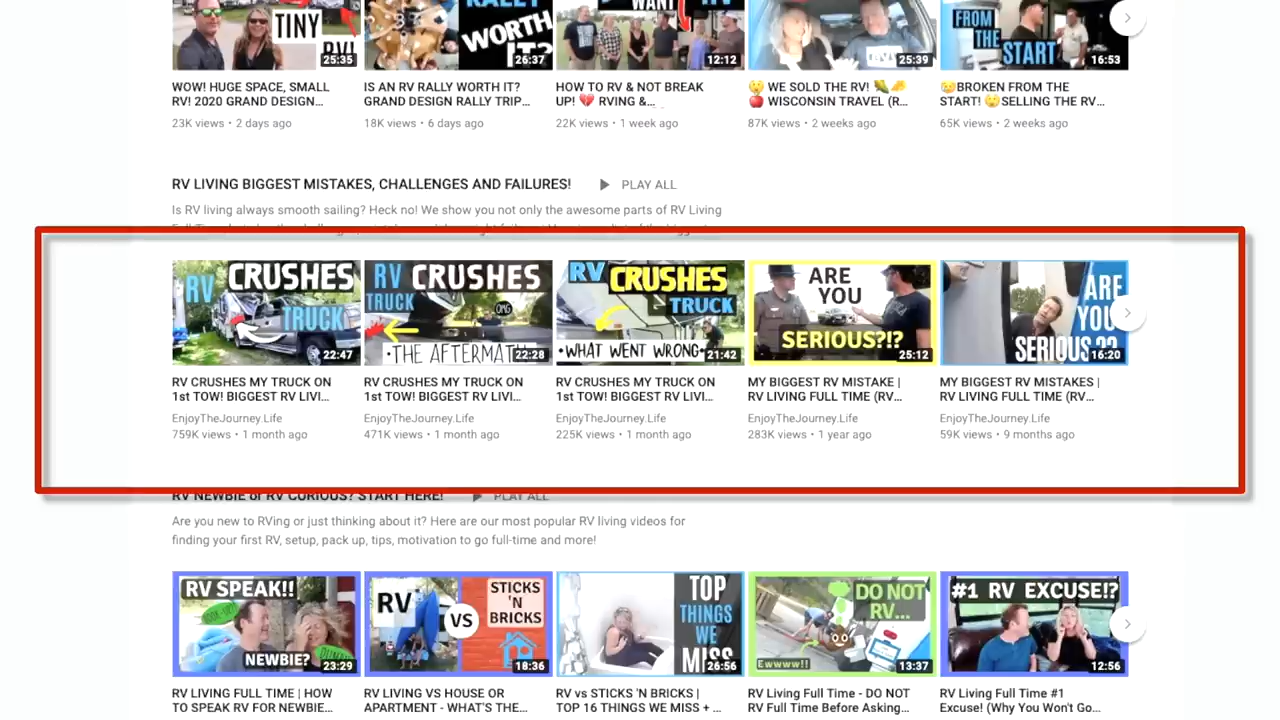 TINY
RV!
25:35
RALLY
WORTH
IT?
26:37
WANT
12:12
25:39
FROM
THE
START
16:53
WOW! HUGE SPACE, SMALL
RV! 2020 GRAND DESIGN...
23K views • 2 days ago
IS AN RV RALLY WORTH IT?
GRAND DESIGN RALLY TRIP...
18K views • 6 days ago
HOW TO RV & NOT BREAK
UP! 💔 RVING &...
22K views • 1 week ago
🤫 WE SOLD THE RV! 🌽🧀
🍎 WISCONSIN TRAVEL (R...
87K views • 2 weeks ago
😥BROKEN FROM THE
START! 🤫SELLING THE RV...
65K views • 2 weeks ago
RV LIVING BIGGEST MISTAKES, CHALLENGES AND FAILURES! PLAY ALL
Is RV living always smooth sailing? Heck no! We show you not only the awesome parts of RV Living
RV CRUSHES
TRUCK
22:47
RV CRUSHES
TRUCK
OMG
•THE AFTERMATH
22:28
RV CRUSHES
TRUCK
•WHAT WENT WRONG•
21:42
ARE
YOU
SERIOUS?!?
25:12
ARE
YOU
SERIOUS??
16:20
RV CRUSHES MY TRUCK ON
1st TOW! BIGGEST RV LIVI...
EnjoyTheJourney.Life
759K views • 1 month ago
RV CRUSHES MY TRUCK ON
1st TOW! BIGGEST RV LIVI...
EnjoyTheJourney.Life
471K views • 1 month ago
RV CRUSHES MY TRUCK ON
1st TOW! BIGGEST RV LIVI...
EnjoyTheJourney.Life
225K views • 1 month ago
MY BIGGEST RV MISTAKE |
RV LIVING FULL TIME (RV...
EnjoyTheJourney.Life
283K views • 1 year ago
MY BIGGEST RV MISTAKES |
RV LIVING FULL TIME (RV...
EnjoyTheJourney.Life
59K views • 9 months ago
RV NEWBIE or RV CURIOUS? START HERE! PLAY ALL
Are you new to RVing or just thinking about it? Here are our most popular RV living videos for
finding your first RV, setup, pack up, tips, motivation to go full-time and more!
RV SPEAK!!
NEWBIE?
23:29
RV
VS
STICKS
'N
BRICKS
18:36
TOP
THINGS
WE
MISS
26:56
DO NOT
RV...
Ewwww!!
13:37
#1 RV EXCUSE!?
12:56
RV LIVING FULL TIME | HOW
TO SPEAK RV FOR NEWBIE...
RV LIVING VS HOUSE OR
APARTMENT - WHAT'S THE...
RV vs STICKS 'N BRICKS |
TOP 16 THINGS WE MISS + ...
RV Living Full Time - DO NOT
RV Full Time Before Asking...
RV Living Full Time #1
Excuse! (Why You Won't Go...